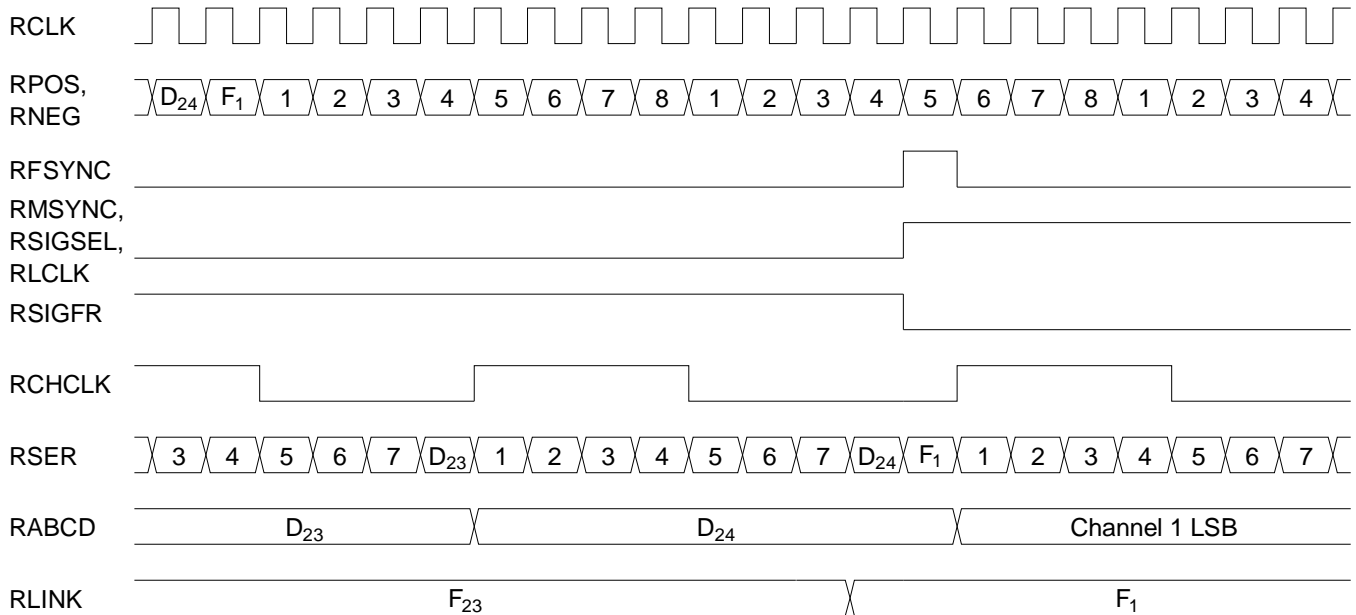 RCLK
RPOS,
RNEG
D24 F1 1 2 3 4 5 6 7 8 1 2 3 4 5 6 7 8 1 2 3 4
RFSYNC
RMSYNC,
RSIGSEL,
RLCLK
RSIGFR
RCHCLK
RSER 3 4 5 6 7 D23 1 2 3 4 5 6 7 D24 F1 1 2 3 4 5 6 7
RABCD D23 D24 Channel 1 LSB
RLINK F23 F1